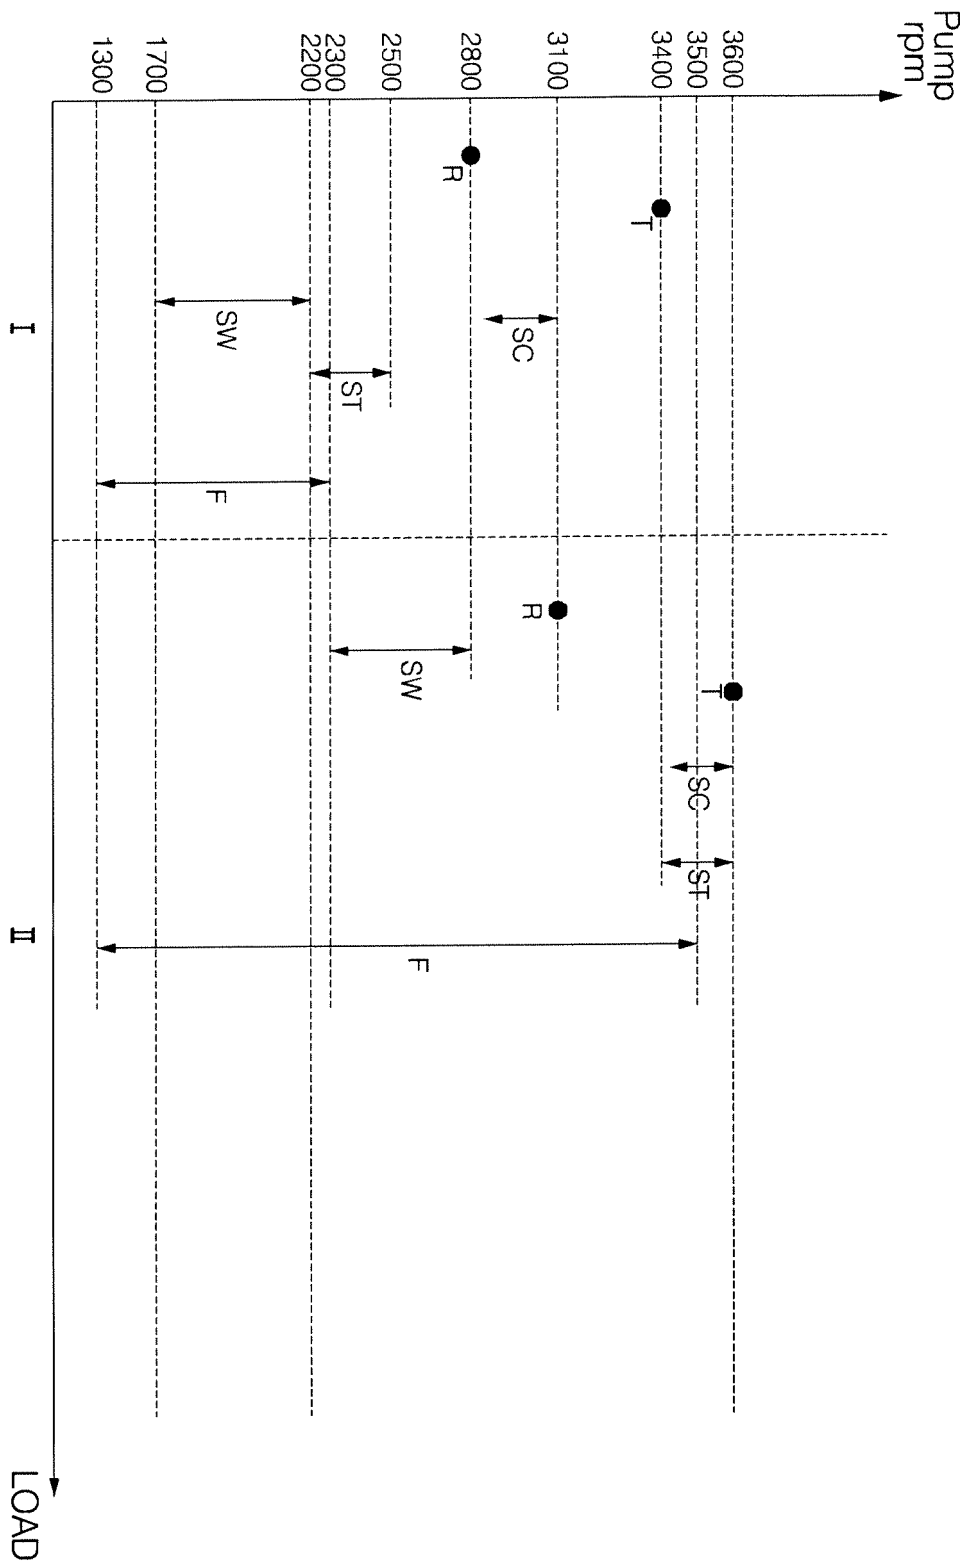 Pump
rpm
3600
3500
3400
3100
2800
2500
2300
2200
1700
1300
R
T
SC
SW
ST
F
R
SW
T
SC
ST
F
I
II
LOAD